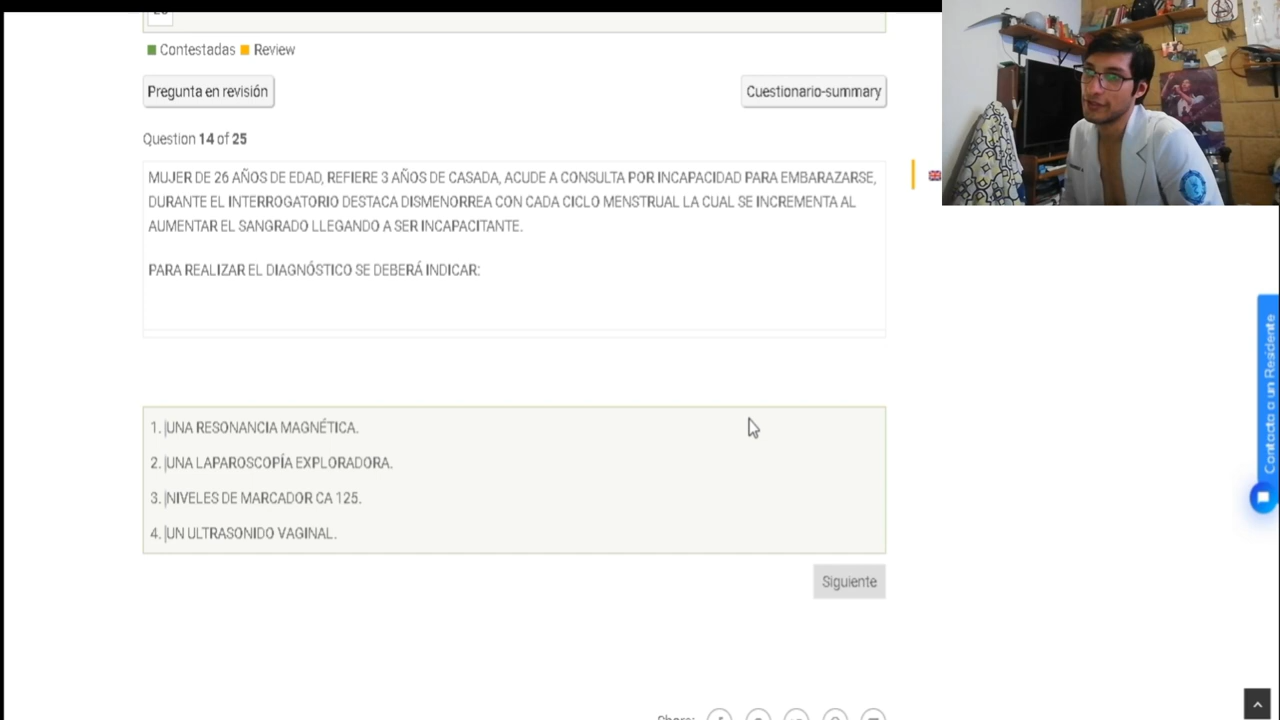 Contestadas Review
Pregunta en revisión
Cuestionario-summary
Question 14 of 25
MUJER DE 26 AÑOS DE EDAD, REFIERE 3 AÑOS DE CASADA, ACUDE A CONSULTA POR INCAPACIDAD PARA EMBARAZARSE,
DURANTE EL INTERROGATORIO DESTACA DISMENORREA CON CADA CICLO MENSTRUAL LA CUAL SE INCREMENTA AL
AUMENTAR EL SANGRADO LLEGANDO A SER INCAPACITANTE.
PARA REALIZAR EL DIAGNÓSTICO SE DEBERÁ INDICAR:
1. UNA RESONANCIA MAGNÉTICA.
2. UNA LAPAROSCOPÍA EXPLORADORA.
3. NIVELES DE MARCADOR CA 125.
4. UN ULTRASONIDO VAGINAL.
Siguiente
Contacta a un Residente